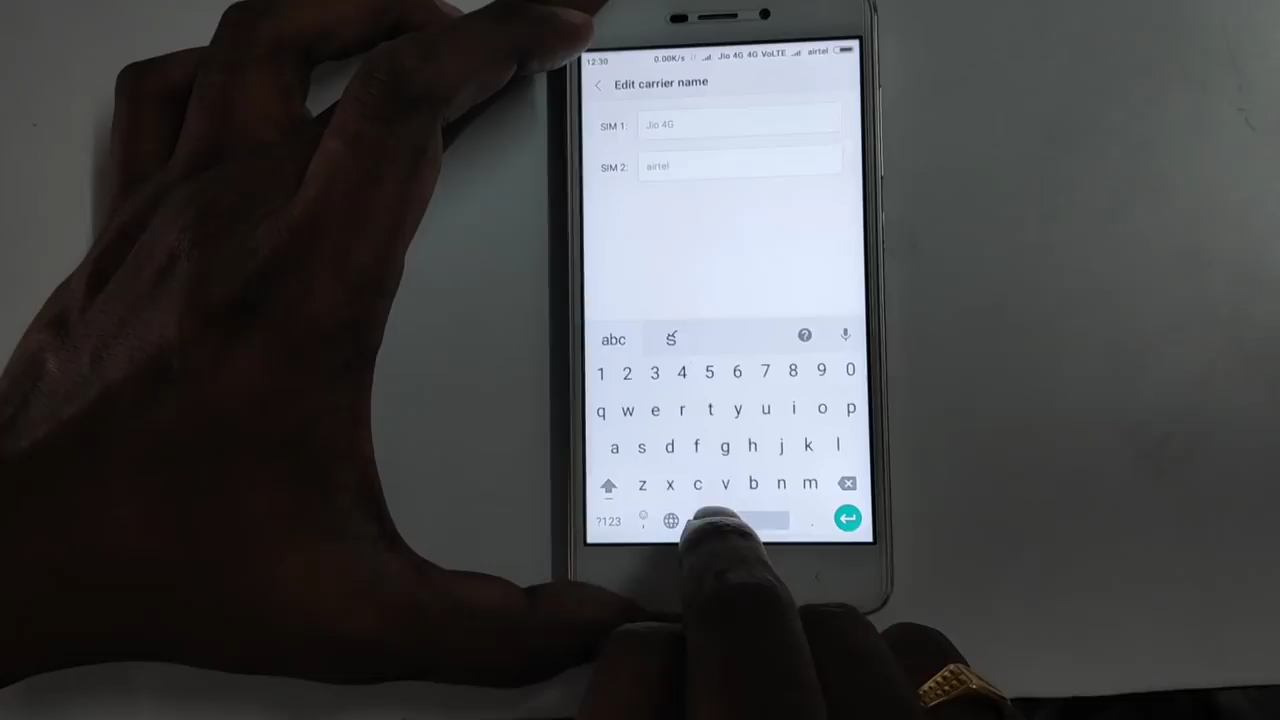 12:30 0.00K/s Jio 4G 4G VoLTE airtel
Edit carrier name
SIM 1: Jio 4G
SIM 2: airtel
abc క
1 2 3 4 5 6 7 8 9 0
q w e r t y u i o p
a s d f g h j k l
z x c v b n m
?123 .